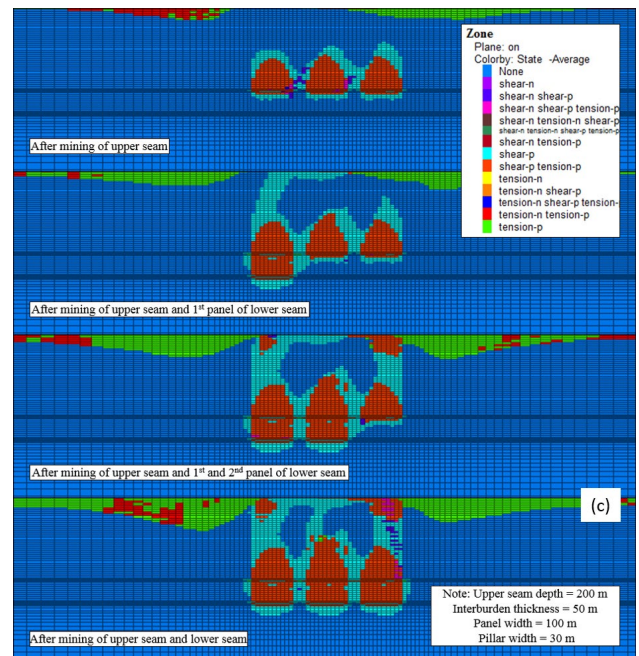 Zone
Plane: on
Colorby: State -Average
None
shear-n
shear-n shear-p
shear-n shear-p tension-p
shear-n tension-n shear-p
shear-n tension-n shear-p tension-p
shear-n tension-p
shear-p
shear-p tension-p
tension-n
tension-n shear-p
tension-n shear-p tension-
tension-n tension-p
tension-p
After mining of upper seam
After mining of upper seam and 1st panel of lower seam
After mining of upper seam and 1st and 2nd panel of lower seam
(c)
Note: Upper seam depth = 200 m
Interburden thickness = 50 m
Panel width = 100 m
Pillar width = 30 m
After mining of upper seam and lower seam